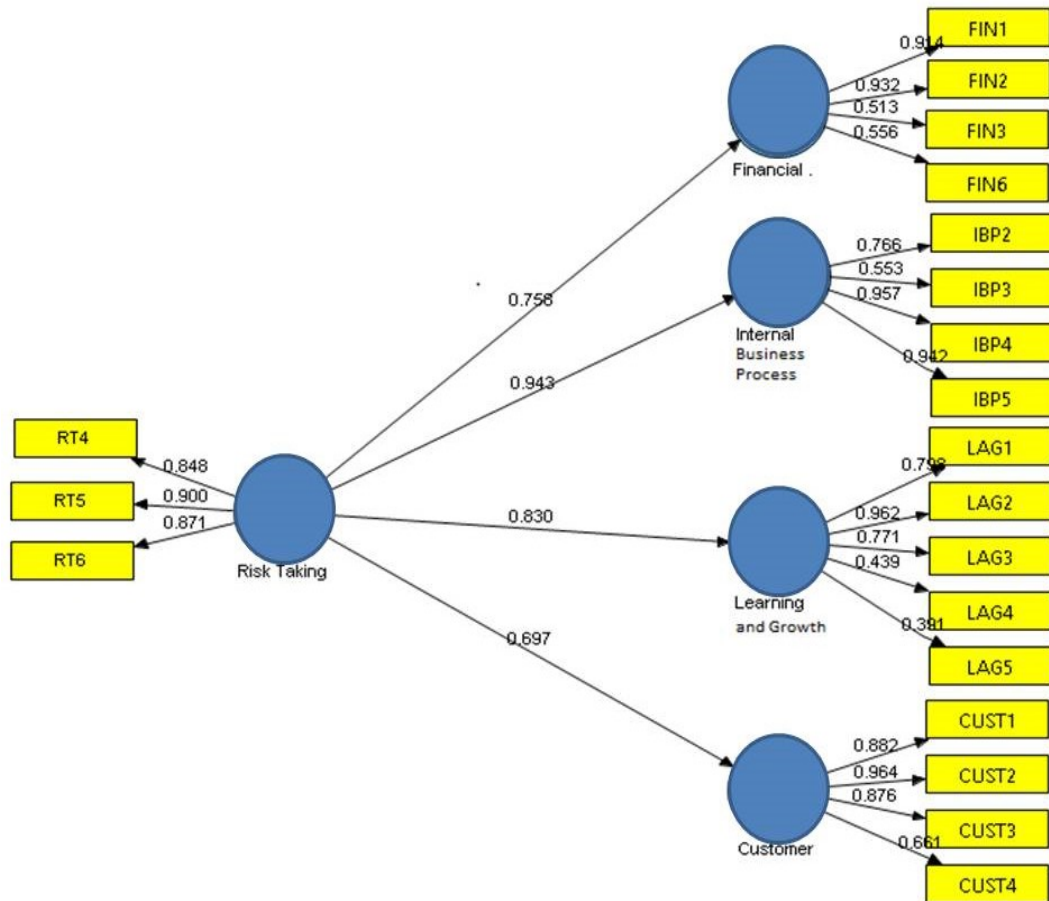 FIN1
0.914
FIN2
0.932
0.513
FIN3
0.556
FIN6
Financial .
IBP2
0.766
0.553
IBP3
0.957
IBP4
0.942
IBP5
Internal
Business
Process
0.758
0.943
RT4
0.848
RT5
0.900
0.871
RT6
Risk Taking
0.830
0.697
LAG1
LAG2
0.962
0.771
LAG3
0.439
LAG4
0.391
LAG5
Learning
and Growth
CUST1
0.882
0.964
CUST2
0.876
CUST3
0.661
CUST4
Customer